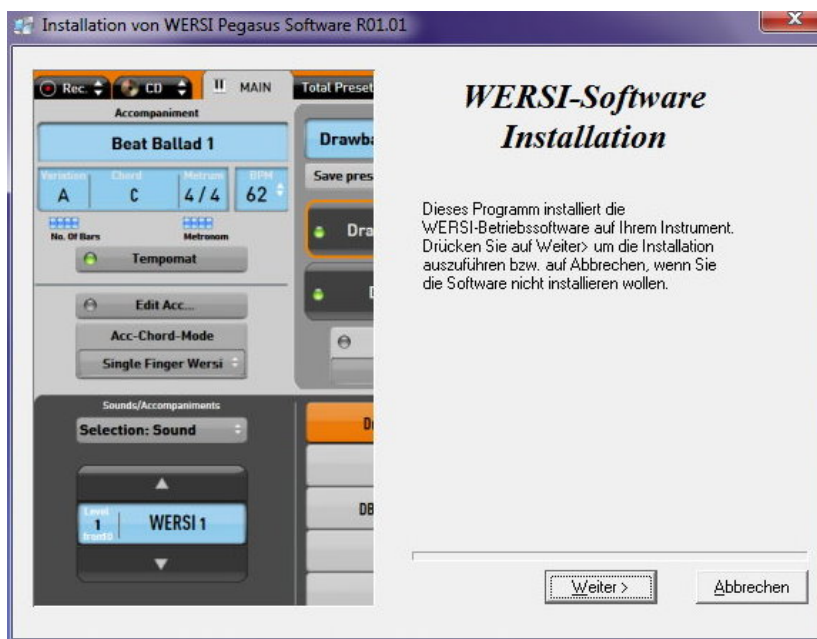 Installation von WERSI Pegasus Software R01.01
Rec.
CD
MAIN
Total Preset
Accompaniment
Beat Ballad 1
Variation
Chord
Metrum
BPM
A
C
4/4
62
No. Of Bars
Metronom
Tempomat
Edit Acc...
Acc-Chord-Mode
Single Finger Wersi
Save pres
Sounds/Accompaniments
Selection: Sound
Level
1
WERSI 1
DB
WERSI-Software
Installation
Dieses Programm installiert die
WERSI-Betriebssoftware auf Ihrem Instrument.
Drücken Sie auf Weiter> um die Installation
auszuführen bzw. auf Abbrechen, wenn Sie
die Software nicht installieren wollen.
Weiter >
Abbrechen